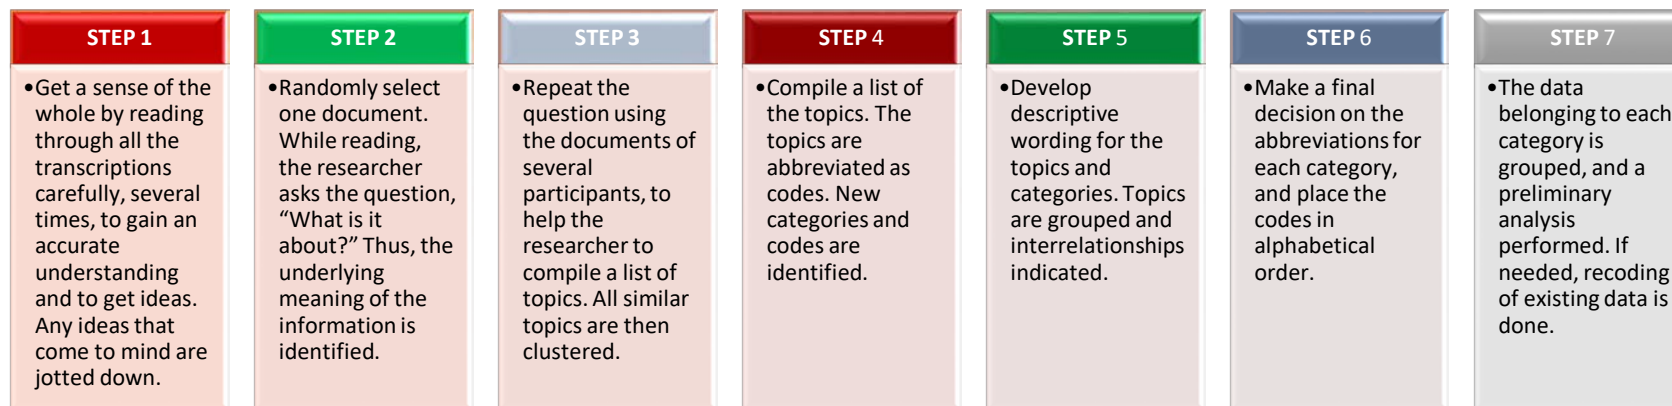 STEP 1
•Get a sense of the
whole by reading
through all the
transcriptions
carefully, several
times, to gain an
accurate
understanding
and to get ideas.
Any ideas that
come to mind are
jotted down.
STEP 2
•Randomly select
one document.
While reading,
the researcher
asks the question,
“What is it
about?” Thus, the
underlying
meaning of the
information is
identified.
STEP 3
•Repeat the
question using
the documents of
several
participants, to
help the
researcher to
compile a list of
topics. All similar
topics are then
clustered.
STEP 4
•Compile a list of
the topics. The
topics are
abbreviated as
codes. New
categories and
codes are
identified.
STEP 5
•Develop
descriptive
wording for the
topics and
categories. Topics
are grouped and
interrelationships
indicated.
STEP 6
•Make a final
decision on the
abbreviations for
each category,
and place the
codes in
alphabetical
order.
STEP 7
•The data
belonging to each
category is
grouped, and a
preliminary
analysis
performed. If
needed, recoding
of existing data is
done.